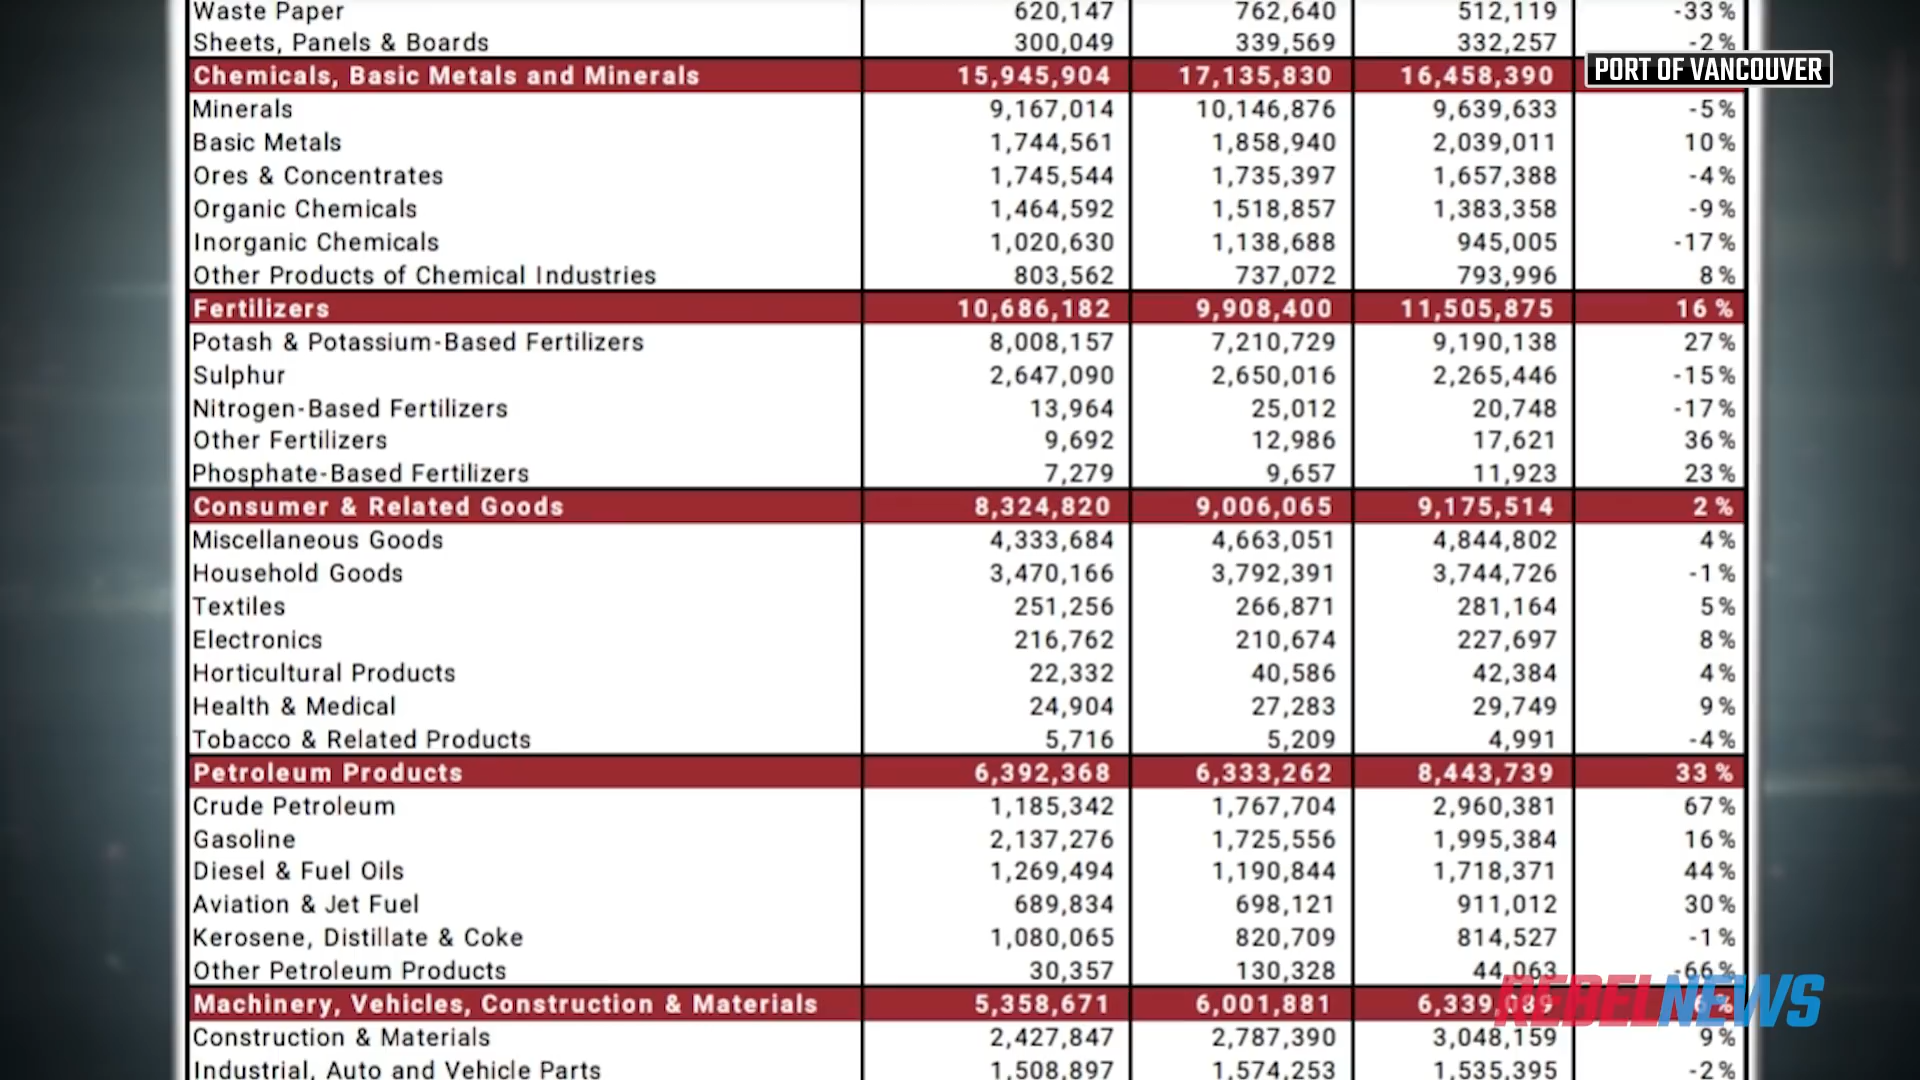 Waste Paper 620,147 762,640 512,119 -33%
Sheets, Panels & Boards 300,049 339,569 332,257 -2%
PORT OF VANCOUVER
Chemicals, Basic Metals and Minerals 15,945,904 17,135,830 16,458,390
Minerals 9,167,014 10,146,876 9,639,633 -5%
Basic Metals 1,744,561 1,858,940 2,039,011 10%
Ores & Concentrates 1,745,544 1,735,397 1,657,388 -4%
Organic Chemicals 1,464,592 1,518,857 1,383,358 -9%
Inorganic Chemicals 1,020,630 1,138,688 945,005 -17%
Other Products of Chemical Industries 803,562 737,072 793,996 8%
Fertilizers 10,686,182 9,908,400 11,505,875 16%
Potash & Potassium-Based Fertilizers 8,008,157 7,210,729 9,190,138 27%
Sulphur 2,647,090 2,650,016 2,265,446 -15%
Nitrogen-Based Fertilizers 13,964 25,012 20,748 -17%
Other Fertilizers 9,692 12,986 17,621 36%
Phosphate-Based Fertilizers 7,279 9,657 11,923 23%
Consumer & Related Goods 8,324,820 9,006,065 9,175,514 2%
Miscellaneous Goods 4,333,684 4,663,051 4,844,802 4%
Household Goods 3,470,166 3,792,391 3,744,726 -1%
Textiles 251,256 266,871 281,164 5%
Electronics 216,762 210,674 227,697 8%
Horticultural Products 22,332 40,586 42,384 4%
Health & Medical 24,904 27,283 29,749 9%
Tobacco & Related Products 5,716 5,209 4,991 -4%
Petroleum Products 6,392,368 6,333,262 8,443,739 33%
Crude Petroleum 1,185,342 1,767,704 2,960,381 67%
Gasoline 2,137,276 1,725,556 1,995,384 16%
Diesel & Fuel Oils 1,269,494 1,190,844 1,718,371 44%
Aviation & Jet Fuel 689,834 698,121 911,012 30%
Kerosene, Distillate & Coke 1,080,065 820,709 814,527 -1%
Other Petroleum Products 30,357 130,328 44,063 -66%
Machinery, Vehicles, Construction & Materials 5,358,671 6,001,881 6%
REBELNEWS
Construction & Materials 2,427,847 2,787,390 3,048,159 9%
Industrial, Auto and Vehicle Parts 1,508,897 1,574,253 1,535,395 -2%